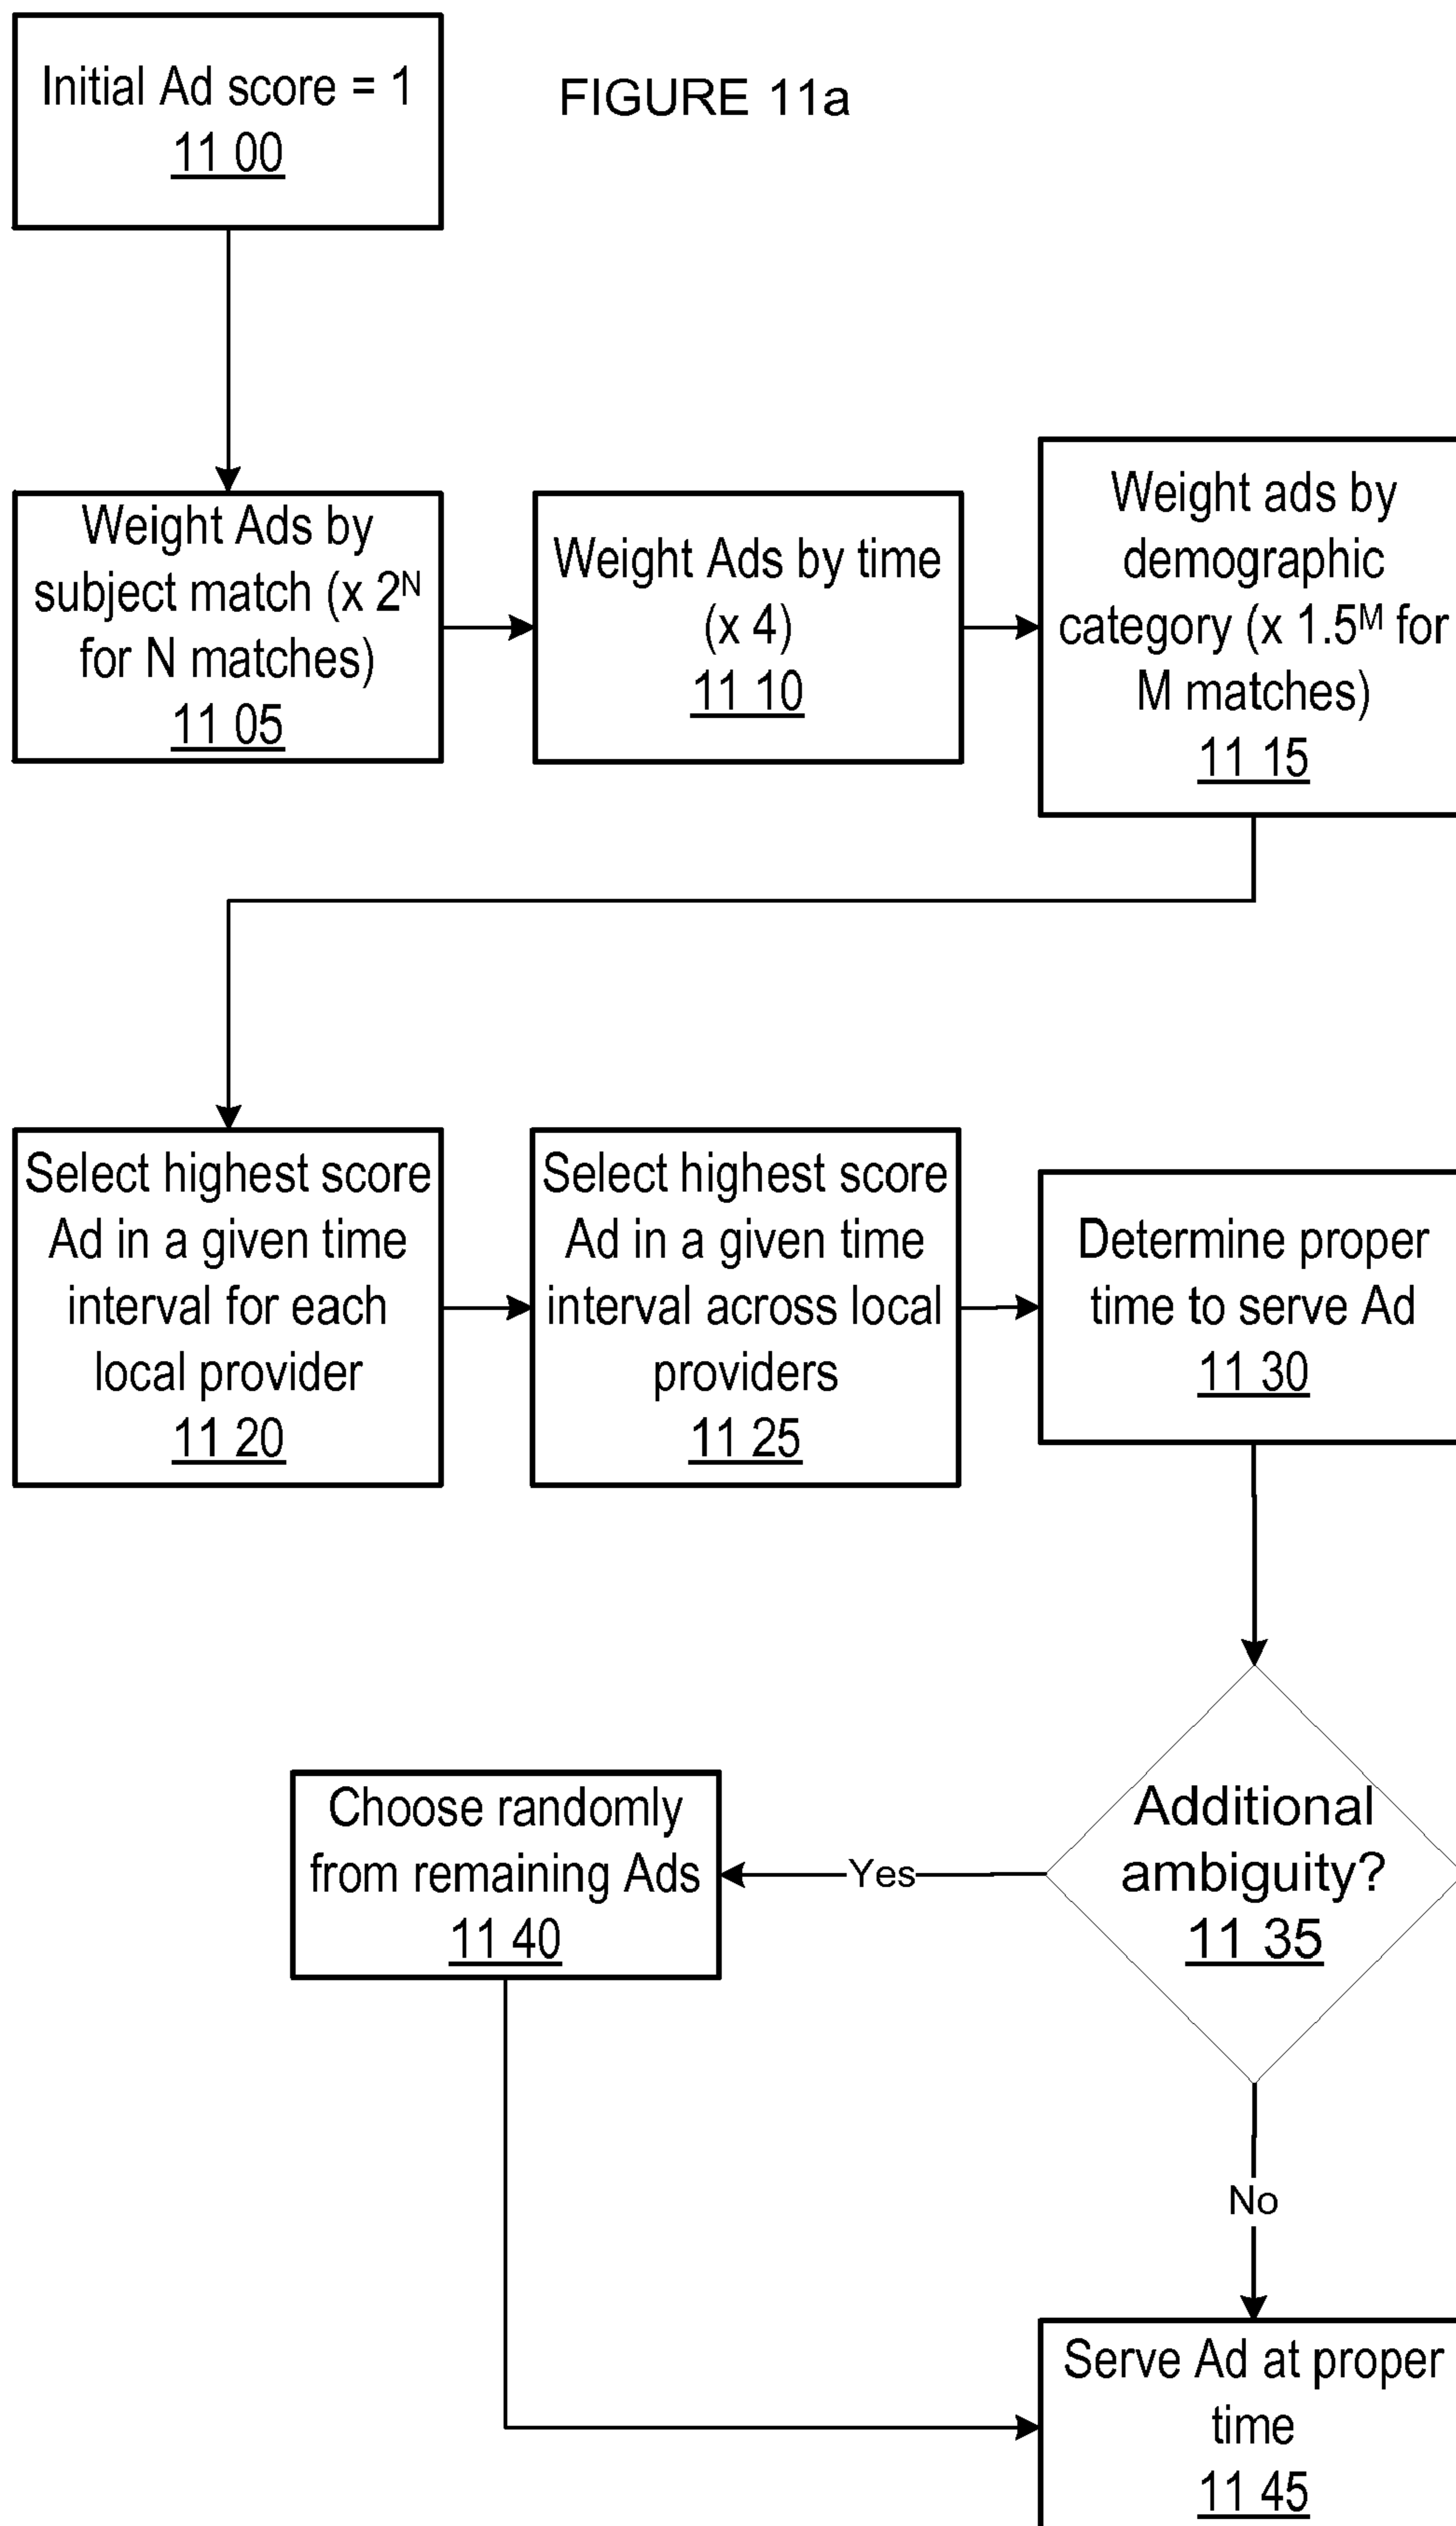 Initial Ad score = 1
11 00
FIGURE 11a
Weight Ads by
subject match (x 2ᴺ
for N matches)
11 05
Weight Ads by time
(x 4)
11 10
Weight ads by
demographic
category (x 1.5ᴹ for
M matches)
11 15
Select highest score
Ad in a given time
interval for each
local provider
11 20
Select highest score
Ad in a given time
interval across local
providers
11 25
Determine proper
time to serve Ad
11 30
Additional
ambiguity?
11 35
Yes
Choose randomly
from remaining Ads
11 40
No
Serve Ad at proper
time
11 45